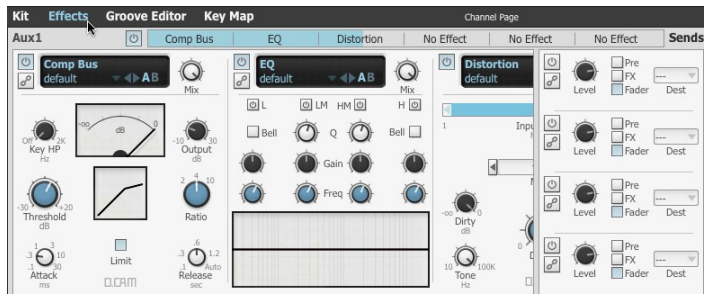 Kit Effects Groove Editor Key Map Channel Page
Aux1 Comp Bus EQ Distortion No Effect No Effect No Effect Sends
Comp Bus
default AB
Mix
EQ
default AB
Mix
Distortion
default
L LM HM H
Bell Q Bell
Gain
Freq
-∞ dB 0
Off 2K
Key HP
Hz
-10 30
Output
dB
-30 +20
Threshold
dB
2 4 10
Ratio
.1 .3 1 3 10 30
Attack
ms
Limit
D.CAM
.1 .3 .6 1.2 Auto
Release
sec
1
-∞ 0
Dirty
dB
10 100K
Tone
Hz
0
Level Pre
FX
Fader --- Dest
Level Pre
FX
Fader --- Dest
Level Pre
FX
Fader --- Dest
Level Pre
FX
Fader --- Dest